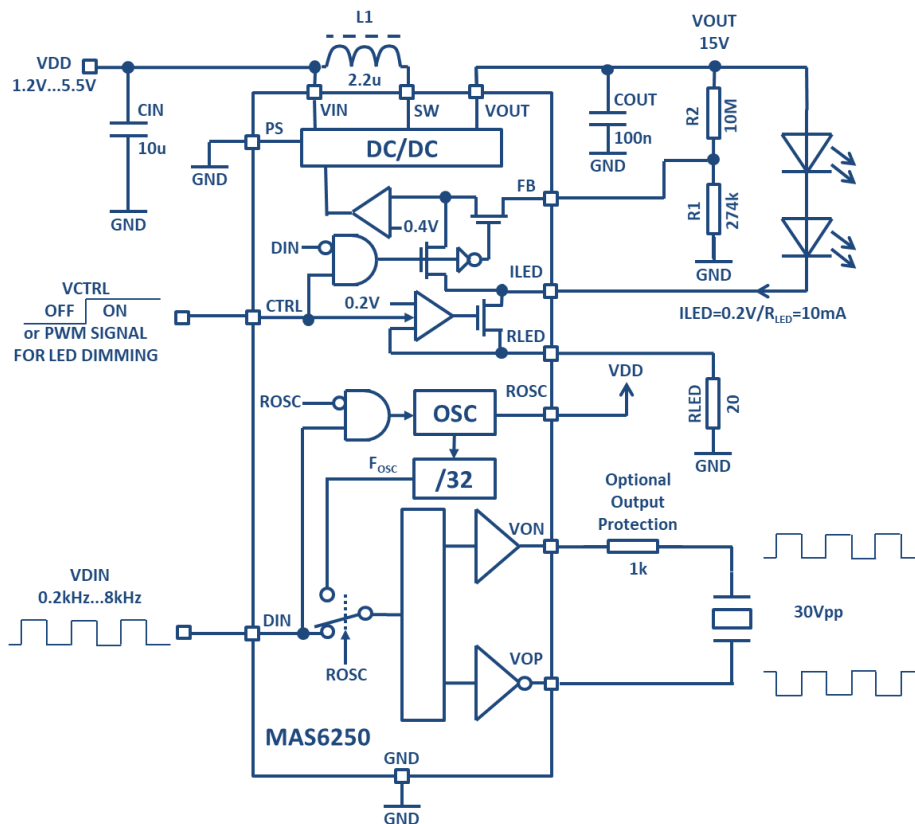 L1
2.2u
VDD
1.2V...5.5V
CIN
10u
GND
VIN
SW
VOUT
PS
GND
DC/DC
VOUT
15V
COUT
100n
GND
R2
10M
R1
274k
GND
FB
0.4V
DIN
ILED
ILED=0.2V/RLED=10mA
VCTRL
OFF
ON
or PWM SIGNAL
FOR LED DIMMING
CTRL
0.2V
RLED
VDD
RLED
20
GND
ROSC
ROSC
OSC
FOSC
/32
Optional
Output
Protection
1k
VON
30Vpp
VDIN
0.2kHz...8kHz
DIN
ROSC
VOP
MAS6250
GND
GND